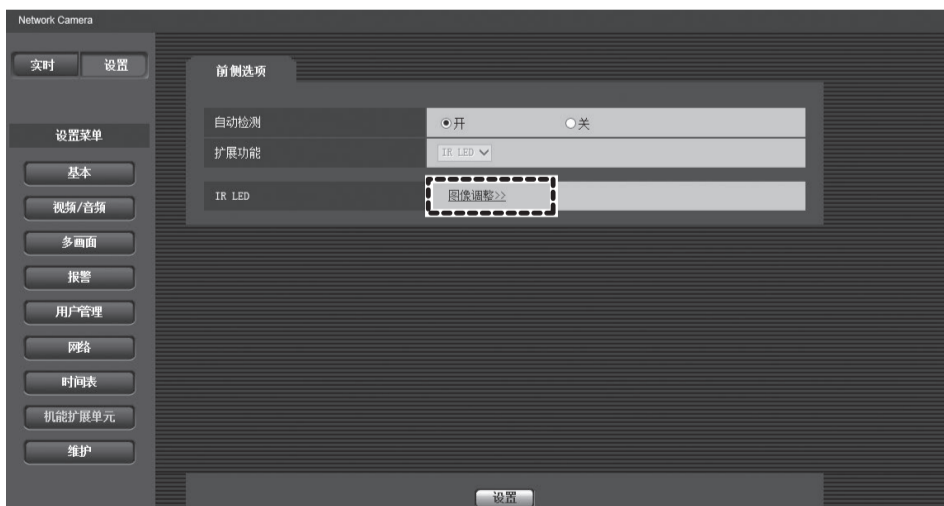 Network Camera
实时 设置
前侧选项
自动检测 开 关
扩展功能 IR LED
IR LED 图像调整>>
设置菜单
基本
视频/音频
多画面
报警
用户管理
网络
时间表
机能扩展单元
维护
设置